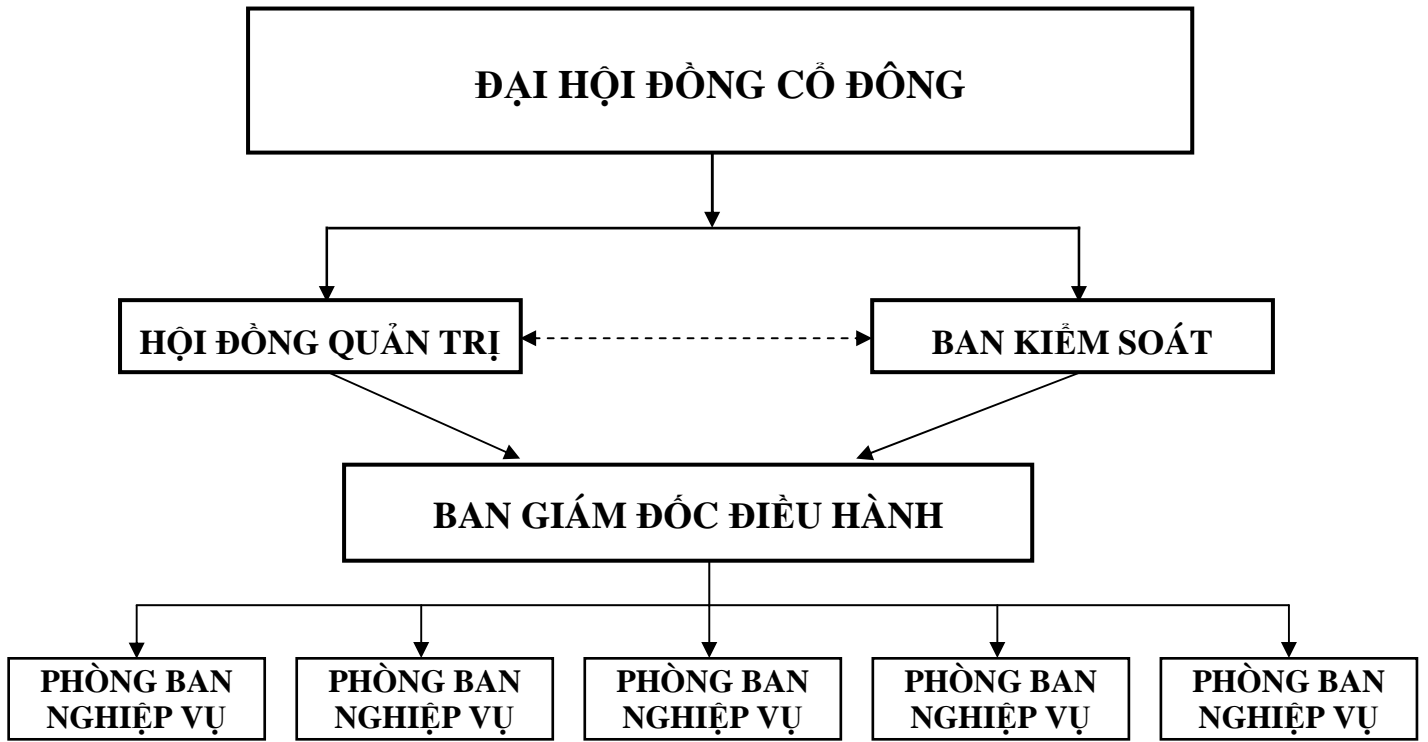 ĐẠI HỘI ĐỒNG CỔ ĐÔNG
HỘI ĐỒNG QUẢN TRỊ
BAN KIỂM SOÁT
BAN GIÁM ĐỐC ĐIỀU HÀNH
PHÒNG BAN
NGHIỆP VỤ
PHÒNG BAN
NGHIỆP VỤ
PHÒNG BAN
NGHIỆP VỤ
PHÒNG BAN
NGHIỆP VỤ
PHÒNG BAN
NGHIỆP VỤ